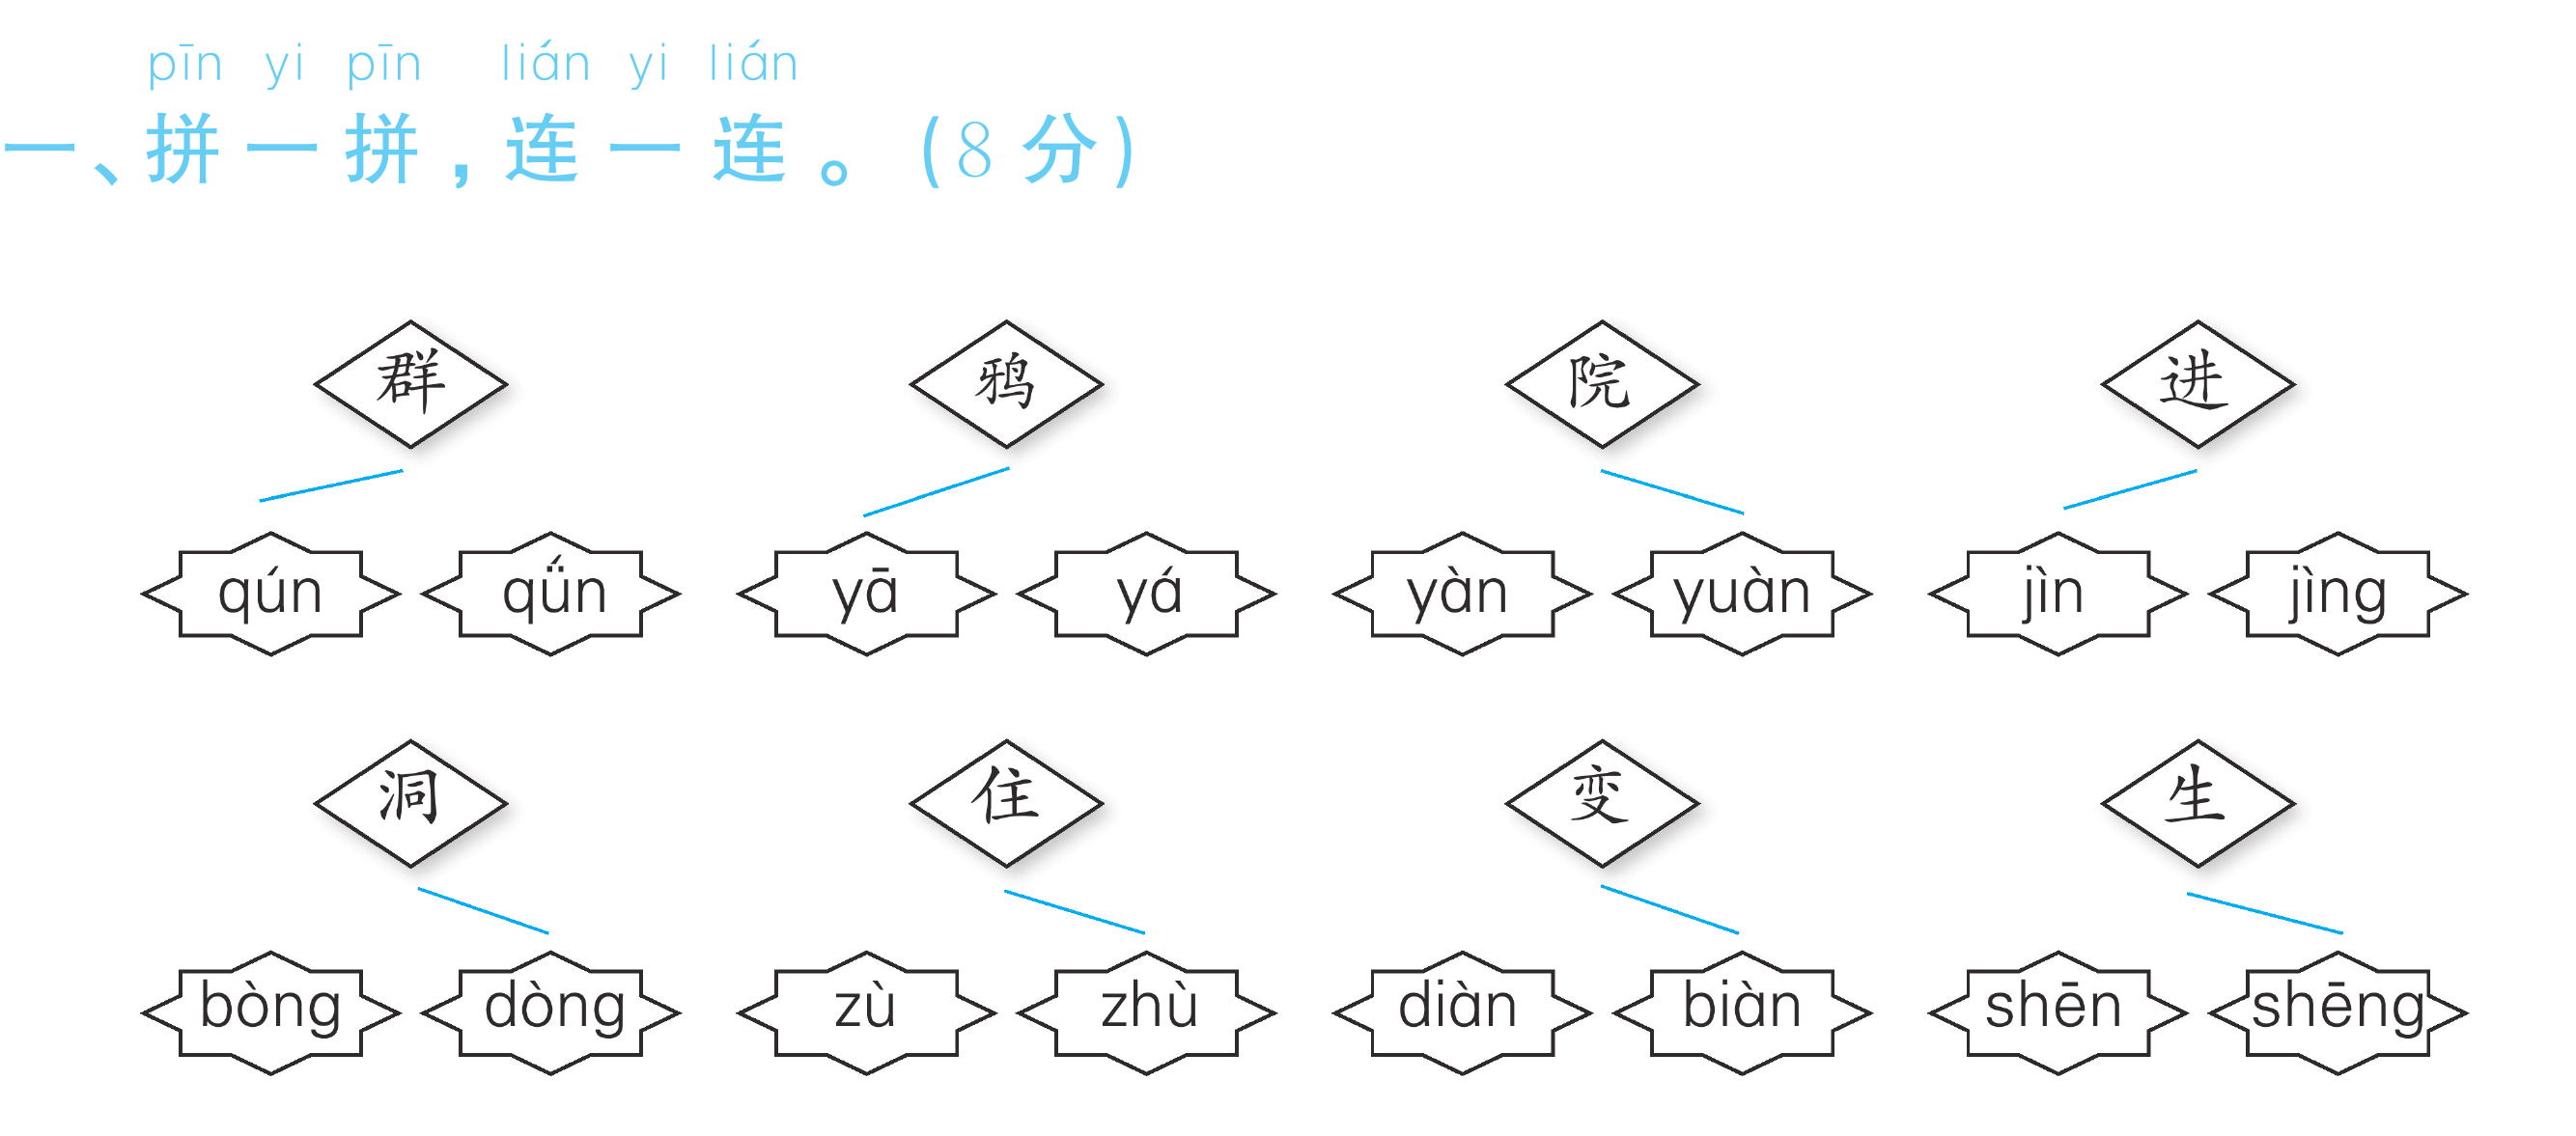 pīn yi pīn lián yi lián
一、拼一拼，连一连。(8分)
群 鸦 院 进
qún qǘn yā yá yàn yuàn jìn jìng
洞 住 变 生
bòng dòng zù zhù diàn biàn shēn shēng